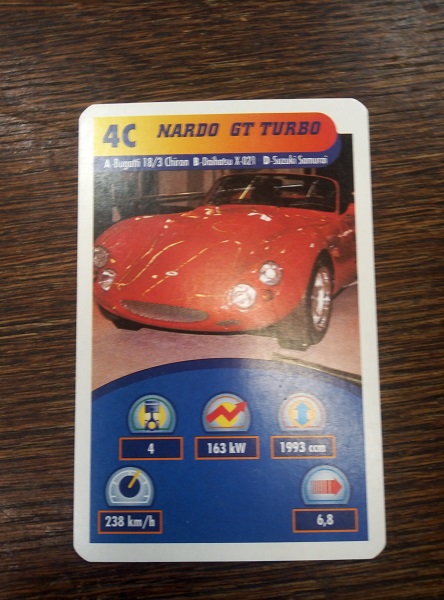 4C NARDO GT TURBO
A-Bugatti 18/3 Chiron B-Daihatsu X-021 D-Suzuki Samurai
4 163 kW 1993 ccm
238 km/h 6,8